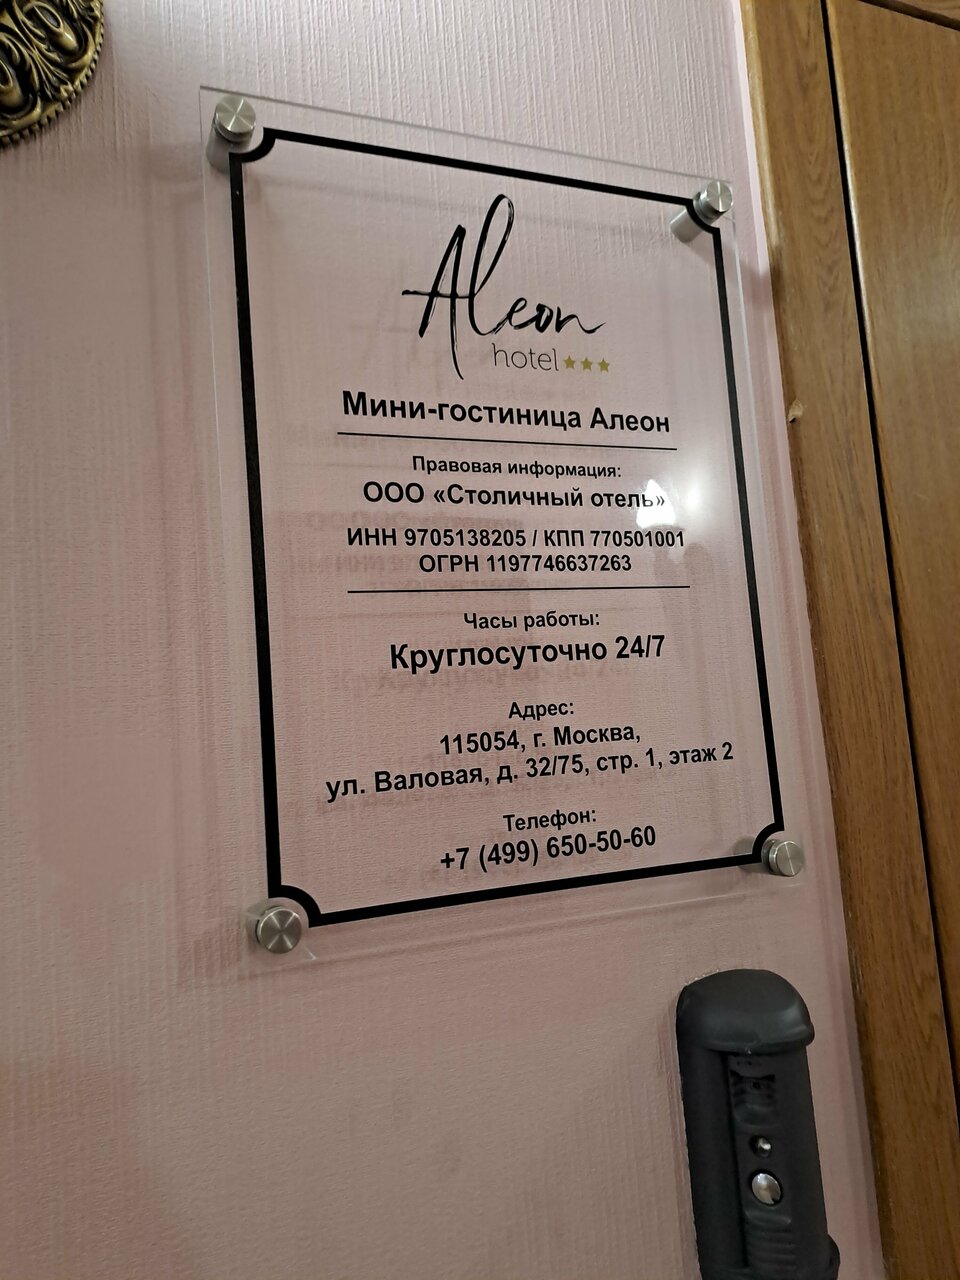 Aleon
hotel
Мини-гостиница Алеон
Правовая информация:
ООО «Столичный отель»
ИНН 9705138205 / КПП 770501001
ОГРН 1197746637263
Часы работы:
Круглосуточно 24/7
Адрес:
115054, г. Москва,
ул. Валовая, д. 32/75, стр. 1, этаж 2
Телефон:
+7 (499) 650-50-60